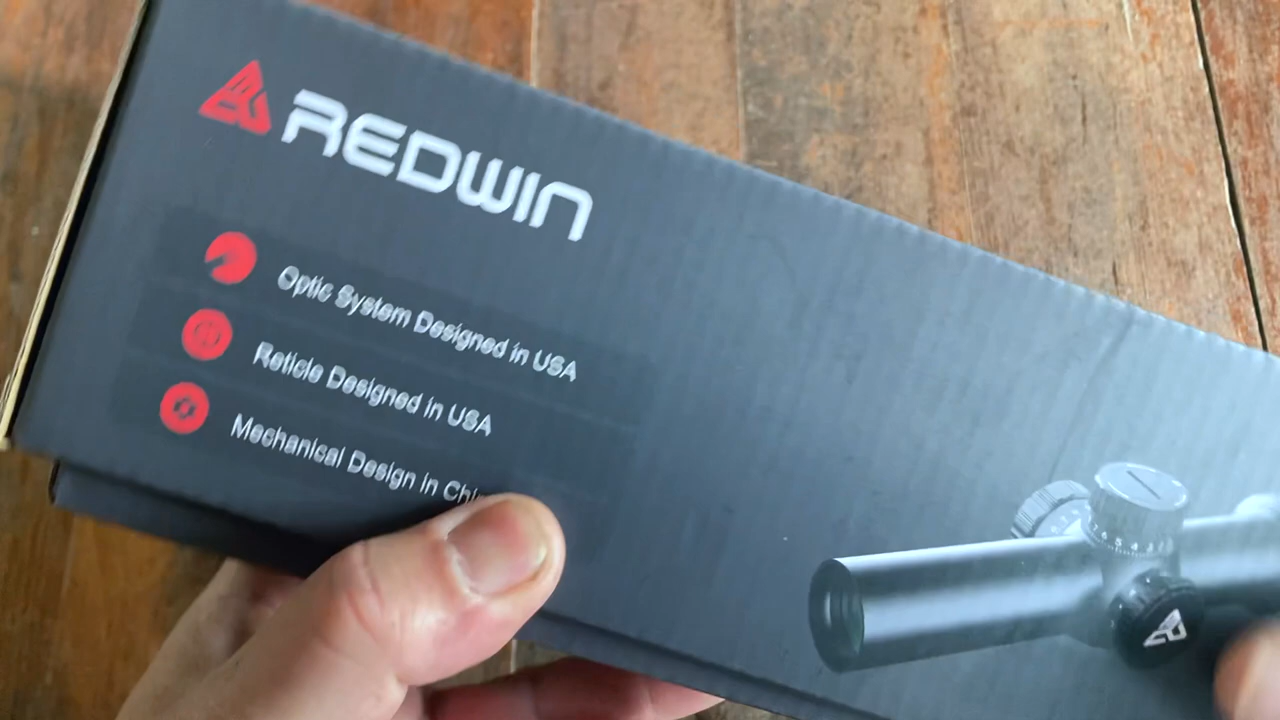 REDWIN
Optic System Designed in USA
Reticle Designed in USA
Mechanical Design in